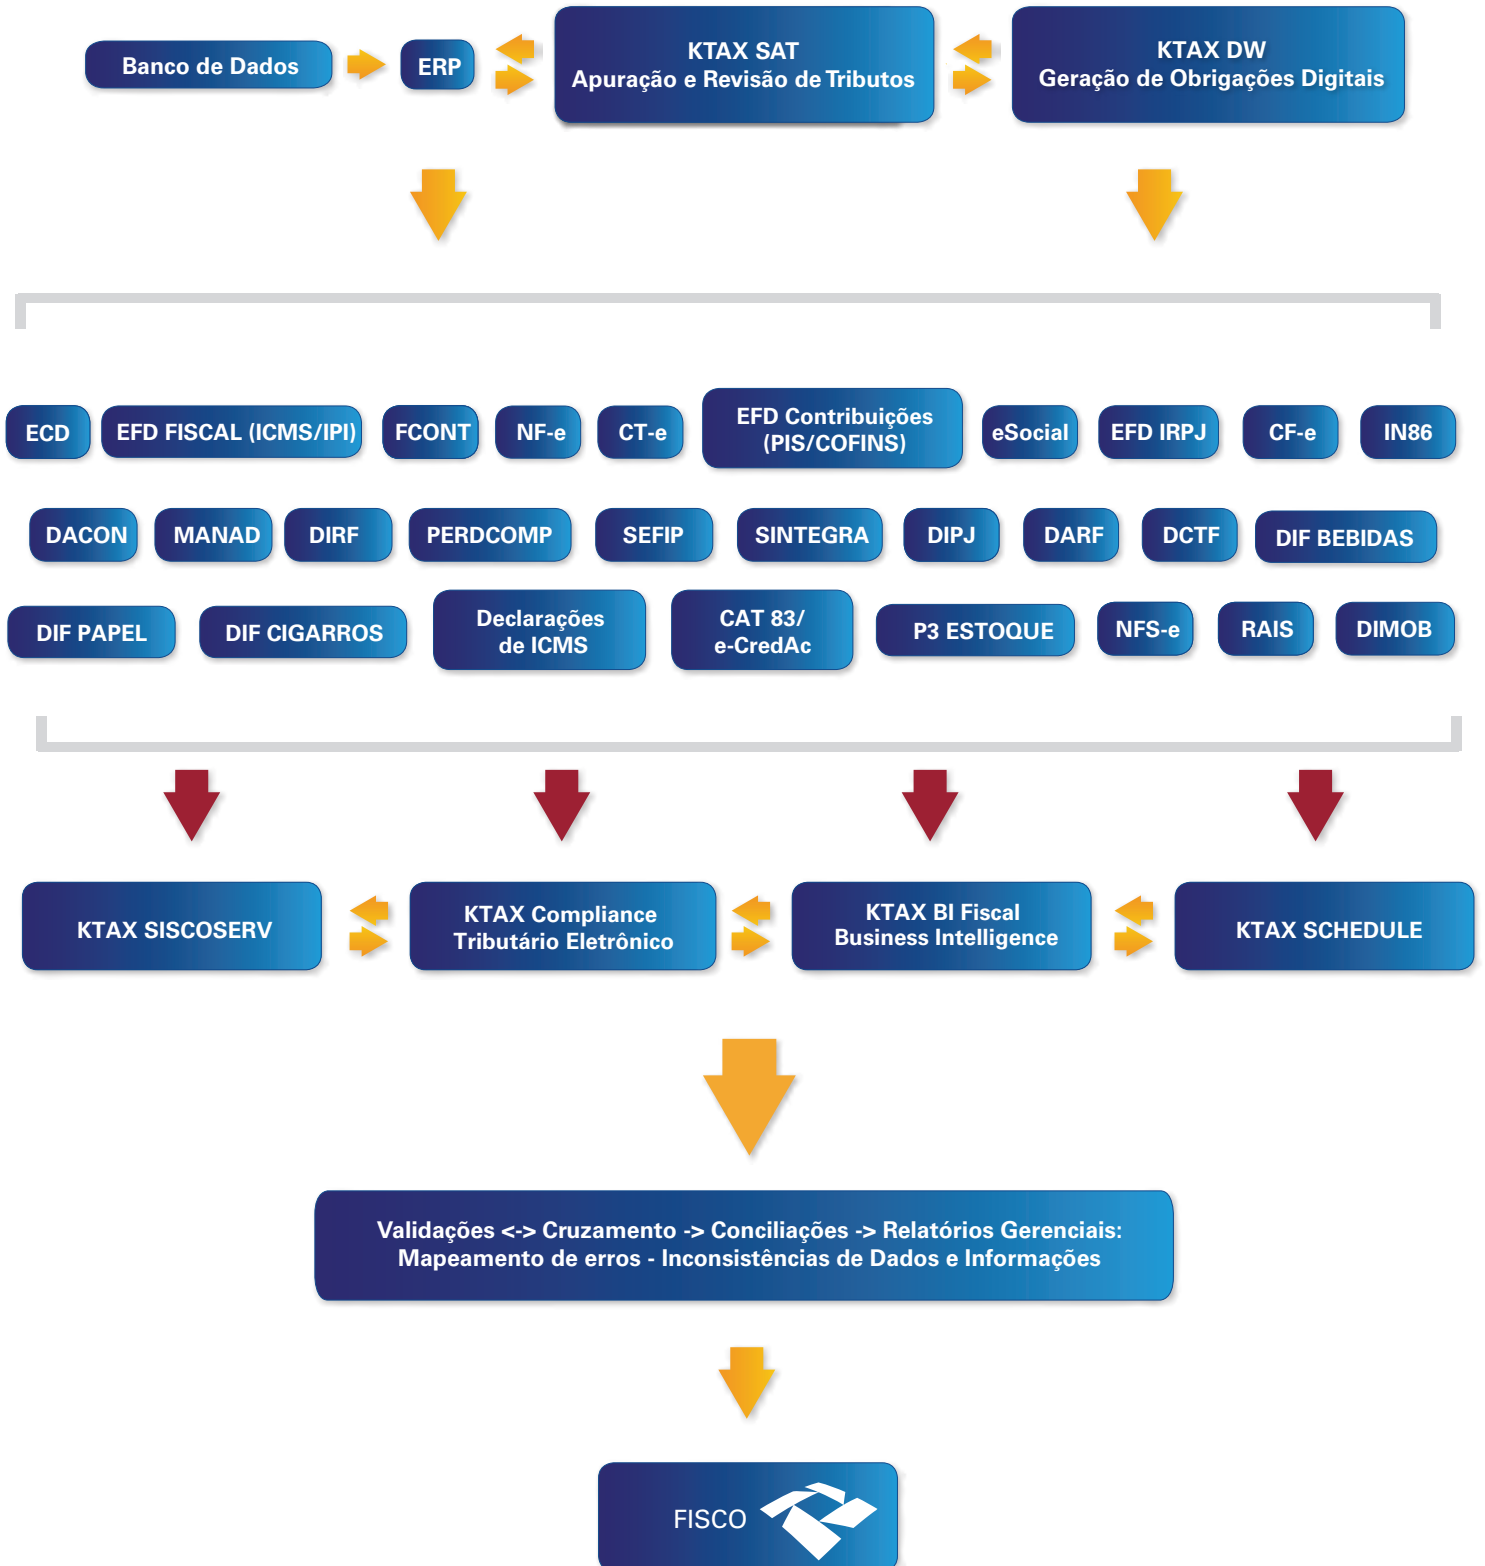 Banco de Dados
ERP
KTAX SAT
Apuração e Revisão de Tributos
KTAX DW
Geração de Obrigações Digitais
ECD
EFD FISCAL (ICMS/IPI)
FCONT
NF-e
CT-e
EFD Contribuições
(PIS/COFINS)
eSocial
EFD IRPJ
CF-e
IN86
DACON
MANAD
DIRF
PERDCOMP
SEFIP
SINTEGRA
DIPJ
DARF
DCTF
DIF BEBIDAS
DIF PAPEL
DIF CIGARROS
Declarações
de ICMS
CAT 83/
e-CredAc
P3 ESTOQUE
NFS-e
RAIS
DIMOB
KTAX SISCOSERV
KTAX Compliance
Tributário Eletrônico
KTAX BI Fiscal
Business Intelligence
KTAX SCHEDULE
Validações <-> Cruzamento -> Conciliações -> Relatórios Gerenciais:
Mapeamento de erros - Inconsistências de Dados e Informações
FISCO